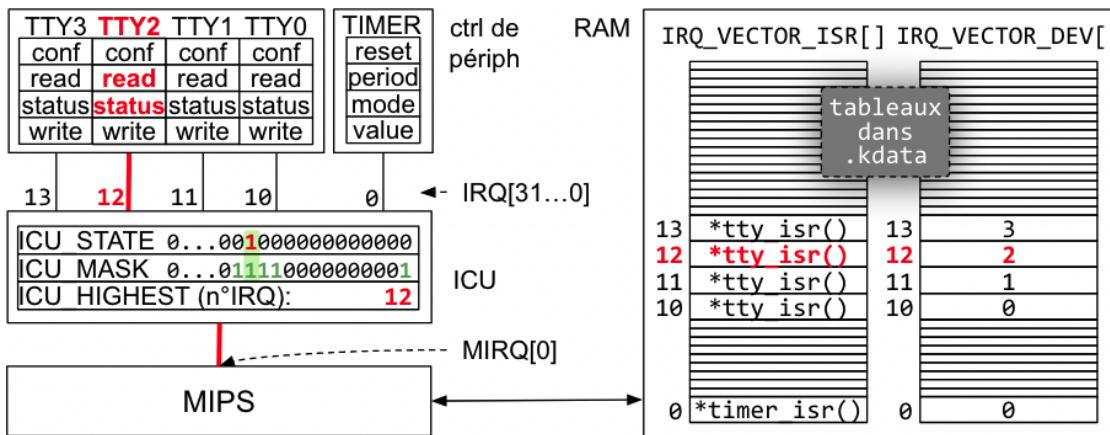 TTY3 TTY2 TTY1 TTY0
conf conf conf conf
read read read read
status status status status
write write write write
TIMER
reset
period
mode
value
ctrl de
périph
13 12 11 10 0
IRQ[31...0]
ICU_STATE 0...001000000000000
ICU_MASK 0...011110000000001
ICU_HIGHEST (n°IRQ): 12
ICU
MIRQ[0]
MIPS
RAM
IRQ_VECTOR_ISR[] IRQ_VECTOR_DEV[
tableaux
dans
.kdata
13 *tty_isr() 13 3
12 *tty_isr() 12 2
11 *tty_isr() 11 1
10 *tty_isr() 10 0
0 *timer_isr() 0 0